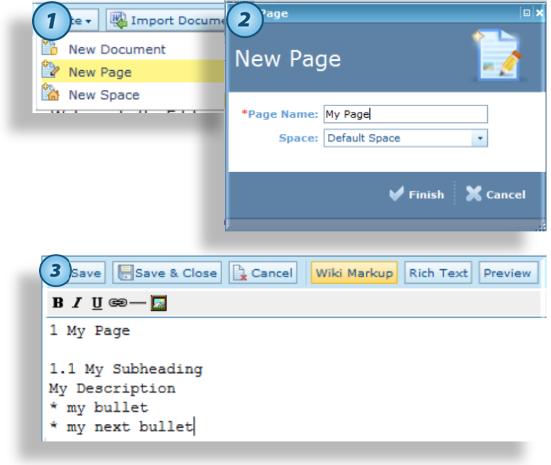 1
te
Import Docume
New Document
New Page
New Space
2
Page
New Page
*Page Name: My Page
Space: Default Space
Finish Cancel
3
Save Save & Close Cancel Wiki Markup Rich Text Preview
B I U
1 My Page
1.1 My Subheading
My Description
* my bullet
* my next bullet